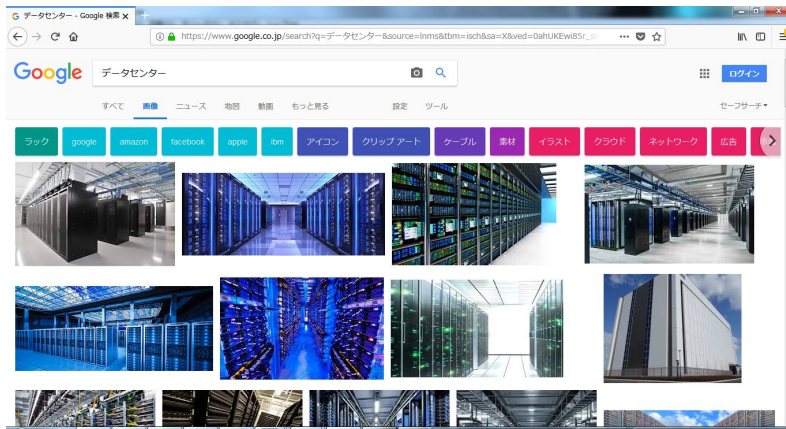 G データセンター - Google 検索 ×
https://www.google.co.jp/search?q=データセンター&source=lnms&tbm=isch&sa=X&ved=0ahUKEwi85r_s
Google データセンター ログイン
すべて 画像 ニュース 地図 動画 もっと見る 設定 ツール セーフサーチ
ラック google amazon facebook apple ibm アイコン クリップ アート ケーブル 素材 イラスト クラウド ネットワーク 広告